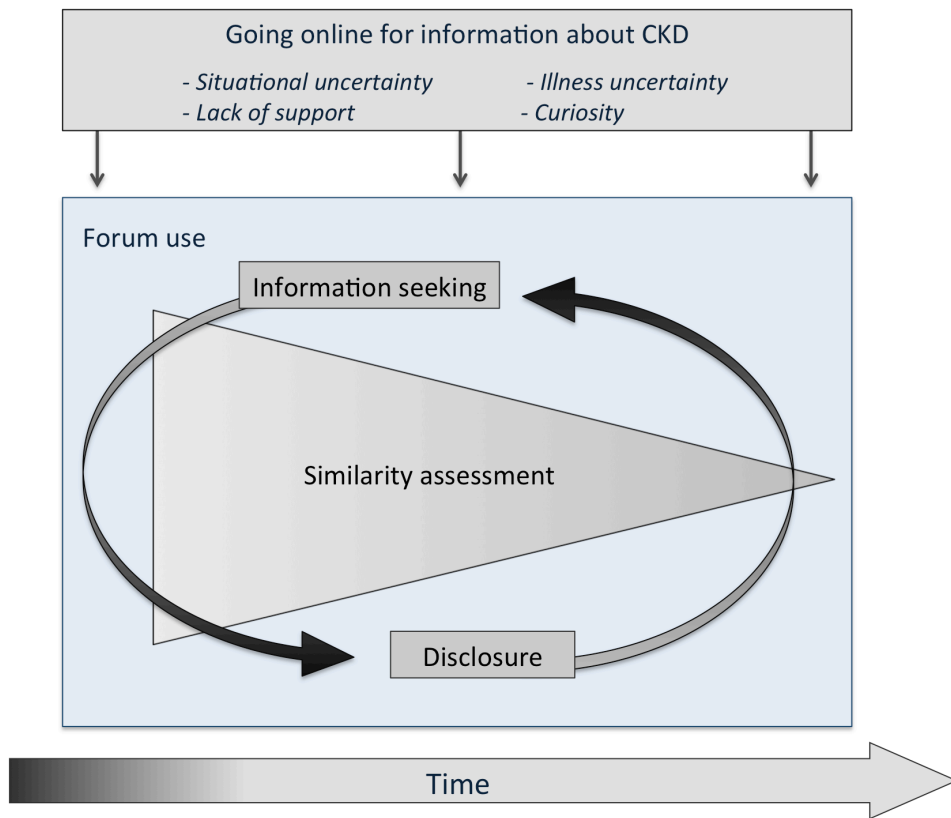 Going online for information about CKD
- Situational uncertainty - Illness uncertainty
- Lack of support - Curiosity
Forum use
Information seeking
Similarity assessment
Disclosure
Time